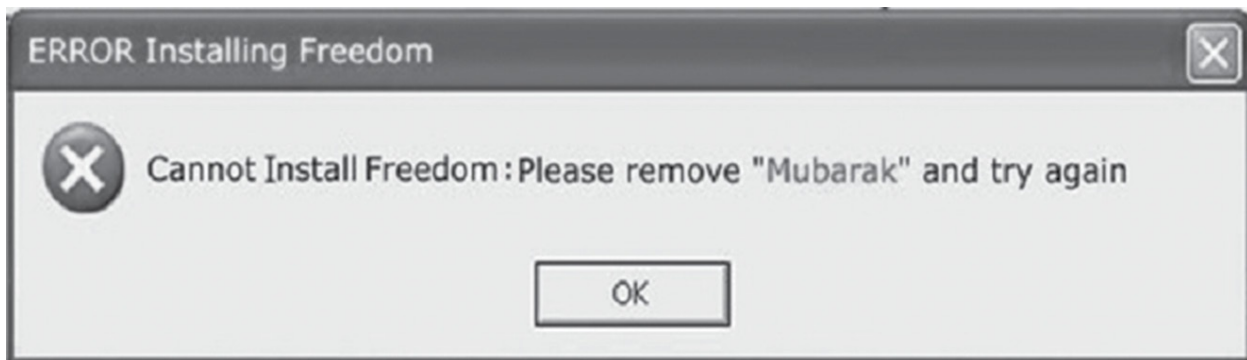 ERROR Installing Freedom
Cannot Install Freedom:Please remove "Mubarak" and try again
OK